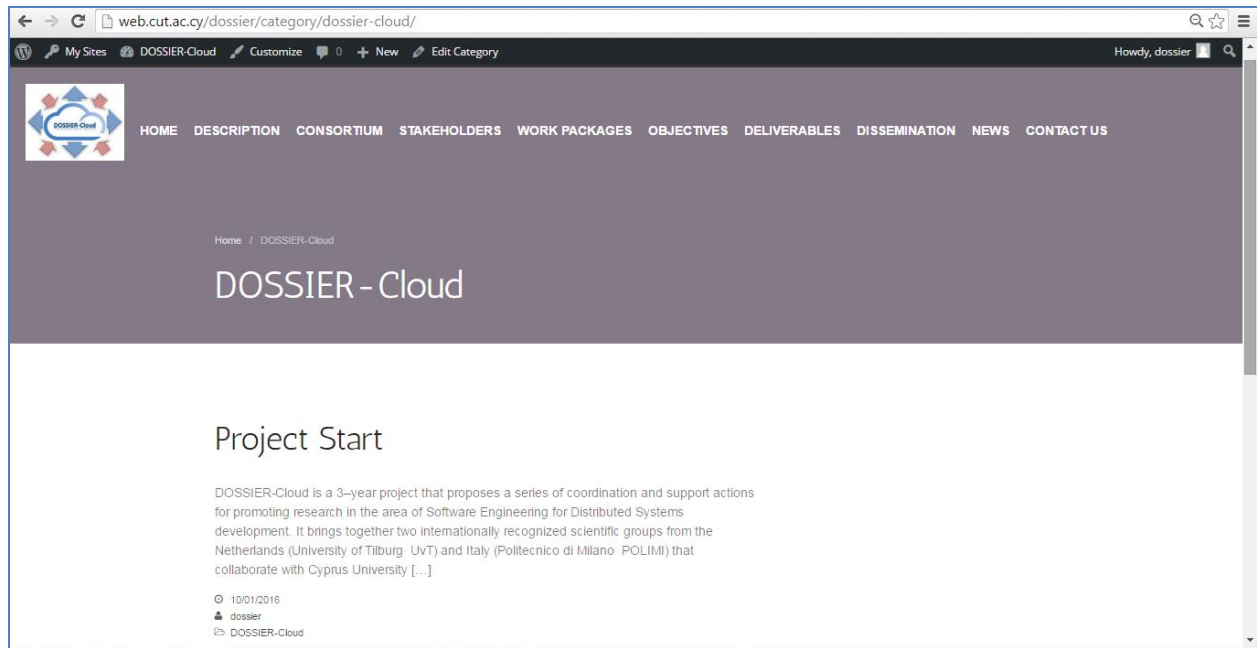 web.cut.ac.cy/dossier/category/dossier-cloud/
My Sites DOSSIER-Cloud Customize 0 New Edit Category Howdy, dossier
DOSSIER-Cloud
HOME DESCRIPTION CONSORTIUM STAKEHOLDERS WORK PACKAGES OBJECTIVES DELIVERABLES DISSEMINATION NEWS CONTACT US
Home / DOSSIER-Cloud
DOSSIER-Cloud
Project Start
DOSSIER-Cloud is a 3–year project that proposes a series of coordination and support actions
for promoting research in the area of Software Engineering for Distributed Systems
development. It brings together two internationally recognized scientific groups from the
Netherlands (University of Tilburg  UvT) and Italy (Politecnico di Milano  POLIMI) that
collaborate with Cyprus University […]
10/01/2016
dossier
DOSSIER-Cloud